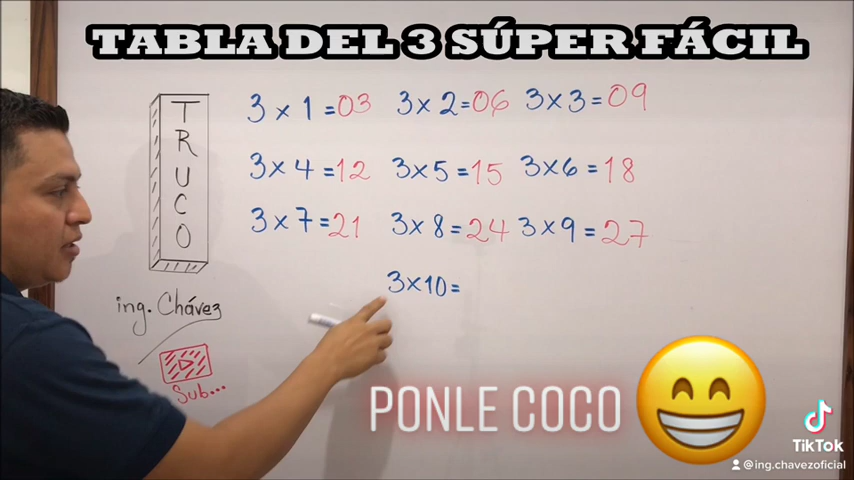 TABLA DEL 3 SÚPER FÁCIL
TRUCO
3 x 1 = 03 3 x 2 = 06 3 x 3 = 09
3 x 4 = 12 3 x 5 = 15 3 x 6 = 18
3 x 7 = 21 3 x 8 = 24 3 x 9 = 27
3 x 10 =
ing. Chávez
Sub...
PONLE COCO
TikTok
@ing.chavezoficial